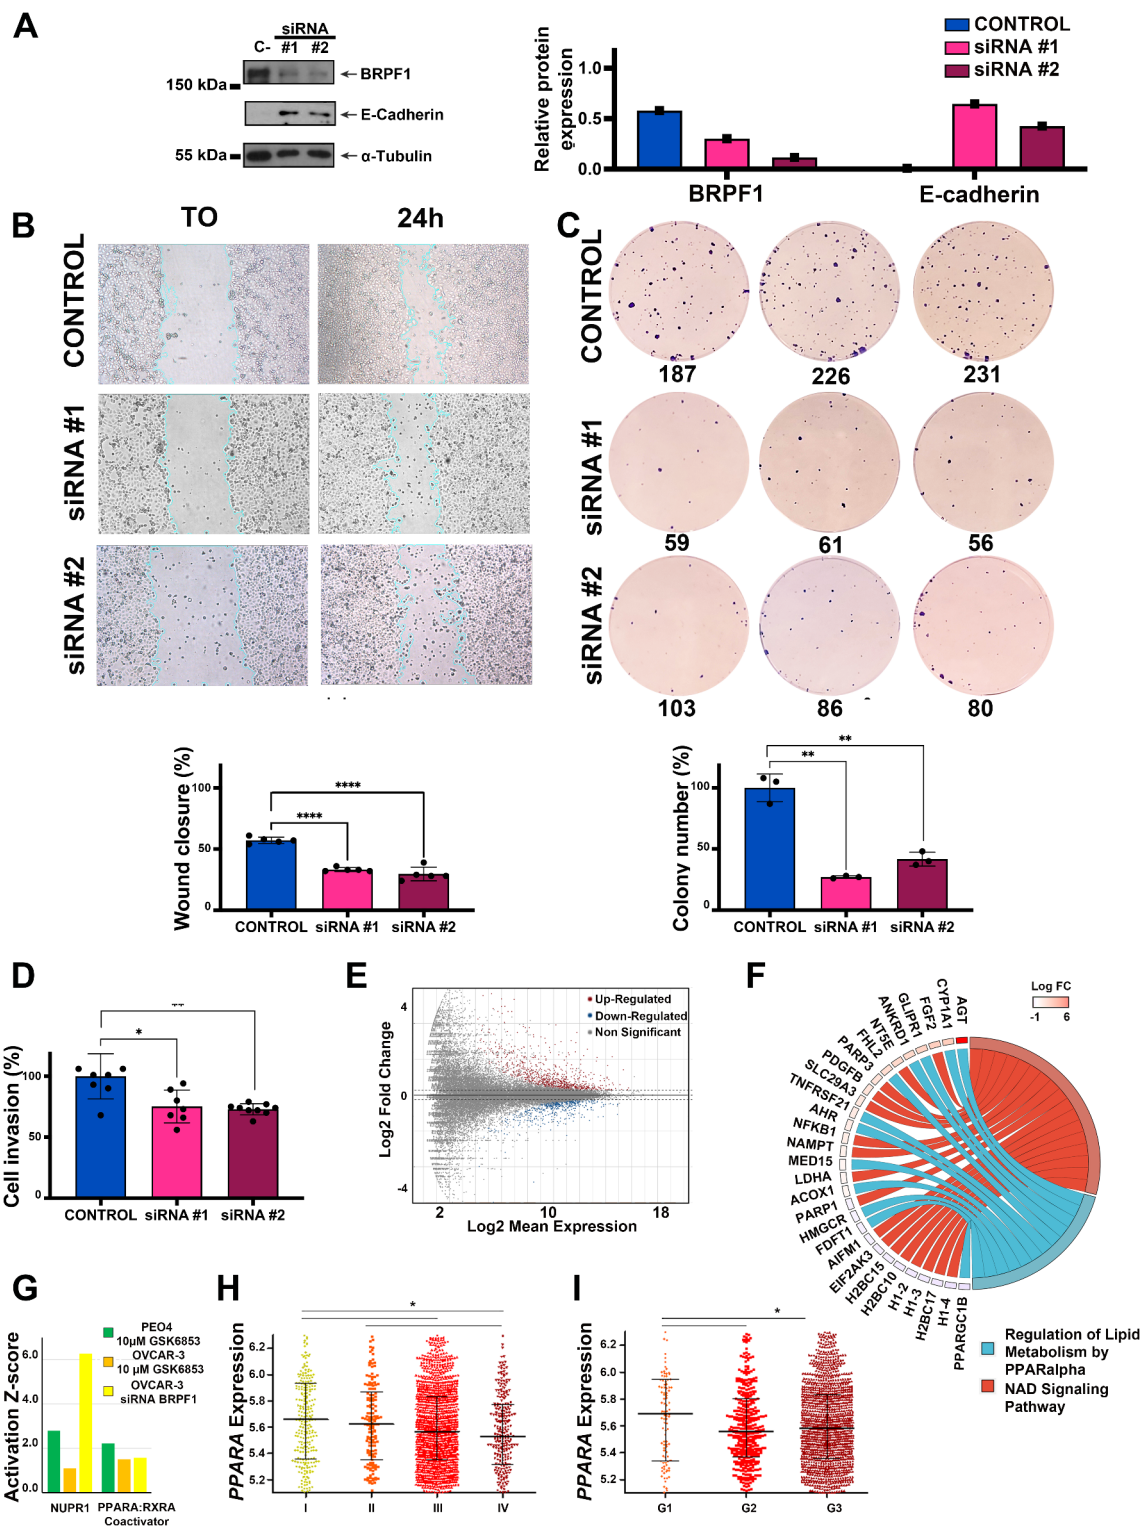 A
siRNA
C- #1 #2
150 kDa
BRPF1
E-Cadherin
55 kDa
α-Tubulin
Relative protein
expression
1.0
0.5
0.0
BRPF1
E-cadherin
CONTROL
siRNA #1
siRNA #2
B
TO
24h
CONTROL
siRNA #1
siRNA #2
C
CONTROL
187
226
231
siRNA #1
59
61
56
siRNA #2
103
86
80
Wound closure (%)
100
50
0
****
****
CONTROL
siRNA #1
siRNA #2
Colony number (%)
100
50
0
**
**
CONTROL
siRNA #1
siRNA #2
D
Cell invasion (%)
100
50
0
*
CONTROL
siRNA #1
siRNA #2
E
Log2 Fold Change
4
0
-4
Up-Regulated
Down-Regulated
Non Significant
2
10
18
Log2 Mean Expression
F
Log FC
-1
6
AGT
CYP1A1
FGF2
GLIPR1
ANKRD1
NT5E
FHL2
PARP3
PDGFB
SLC29A3
TNFRSF21
AHR
NFKB1
NAMPT
MED15
LDHA
ACOX1
PARP1
HMGCR
FDFT1
AIFM1
EIF2AK3
H2BC15
H2BC10
H1-2
H1-3
H2BC17
H1-4
PPARGC1B
Regulation of Lipid
Metabolism by
PPARalpha
NAD Signaling
Pathway
G
Activation Z-score
6.0
4.0
2.0
0.0
PEO4
10µM GSK6853
OVCAR-3
10 µM GSK6853
OVCAR-3
siRNA BRPF1
NUPR1
PPARA:RXRA
Coactivator
H
PPARA Expression
6.2
6.0
5.8
5.6
5.4
5.2
*
I
II
III
IV
I
PPARA Expression
6.2
6.0
5.8
5.6
5.4
5.2
*
G1
G2
G3